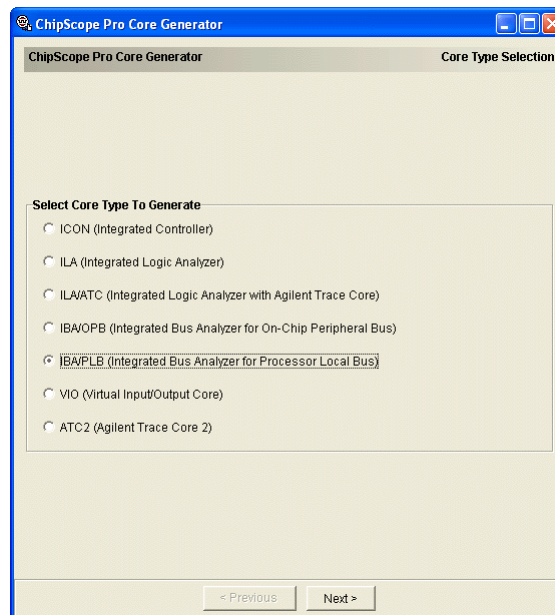 ChipScope Pro Core Generator
ChipScope Pro Core Generator Core Type Selection
Select Core Type To Generate
ICON (Integrated Controller)
ILA (Integrated Logic Analyzer)
ILA/ATC (Integrated Logic Analyzer with Agilent Trace Core)
IBA/OPB (Integrated Bus Analyzer for On-Chip Peripheral Bus)
IBA/PLB (Integrated Bus Analyzer for Processor Local Bus)
VIO (Virtual Input/Output Core)
ATC2 (Agilent Trace Core 2)
< Previous Next >